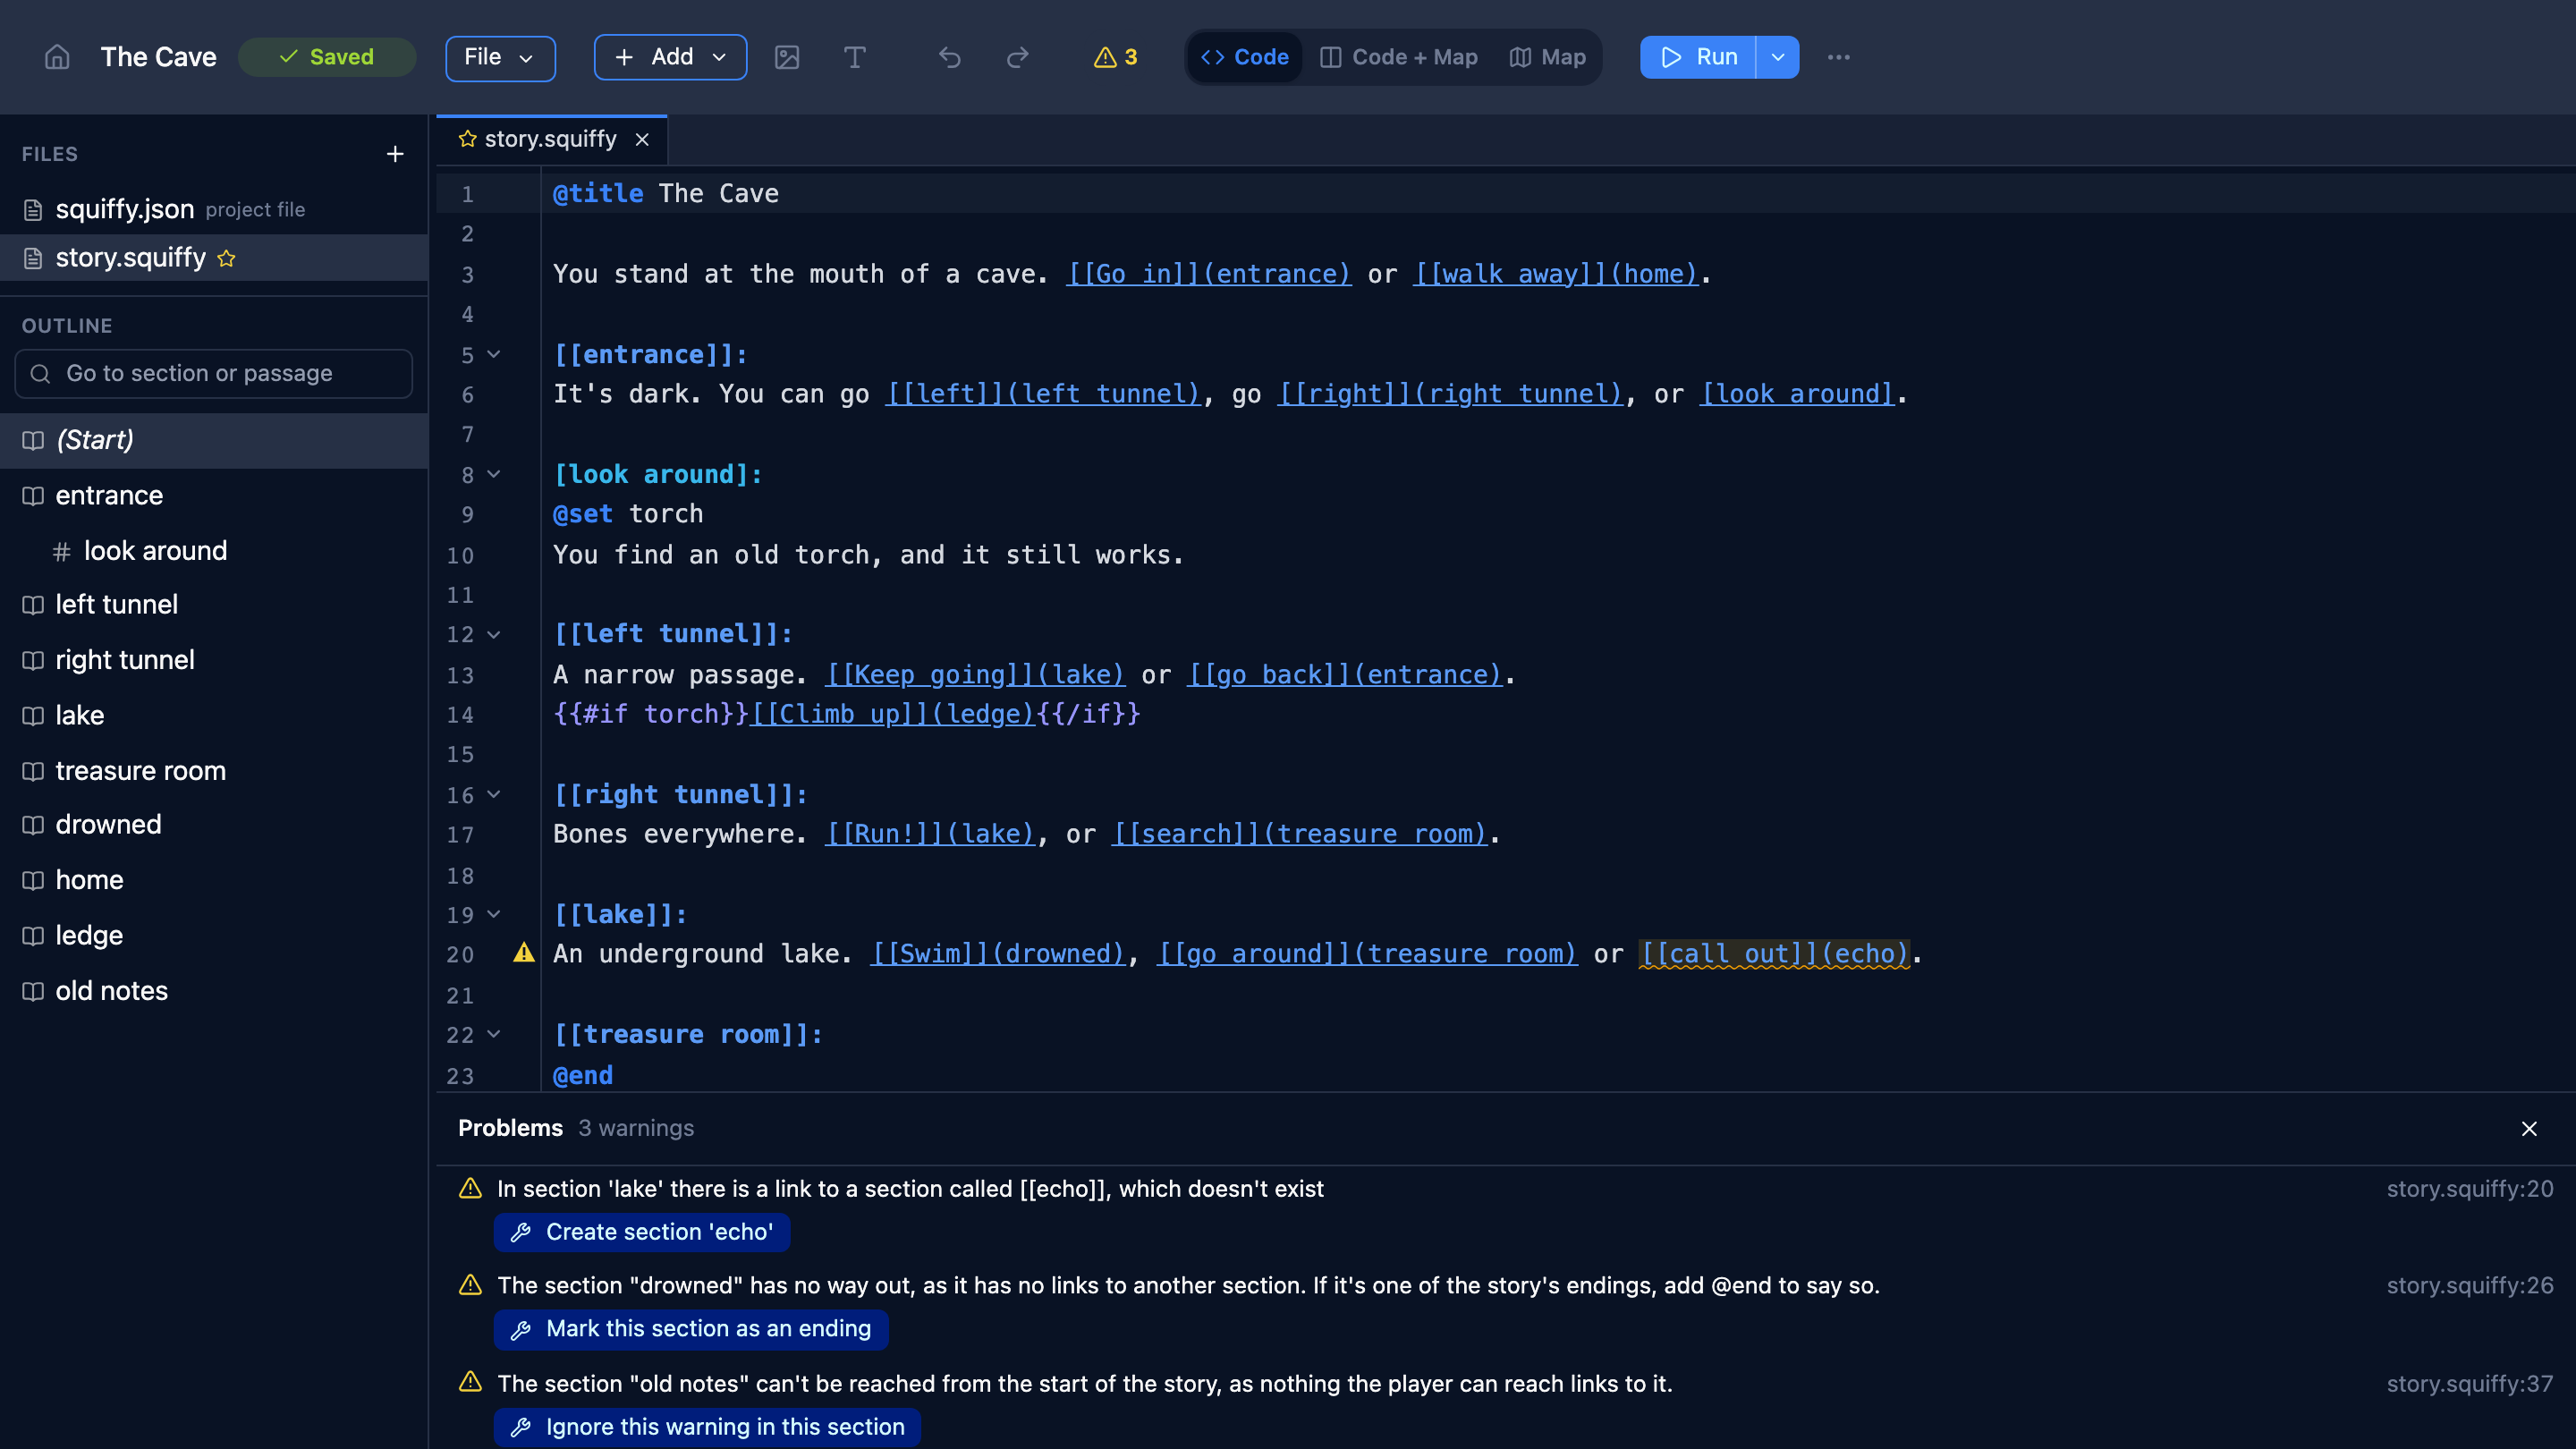 The Cave
Saved
File
Add
3
Code
Code + Map
Map
Run
FILES
squiffy.json project file
story.squiffy
OUTLINE
Go to section or passage
(Start)
entrance
# look around
left tunnel
right tunnel
lake
treasure room
drowned
home
ledge
old notes
story.squiffy
1 @title The Cave
2
3 You stand at the mouth of a cave. [[Go in]](entrance) or [[walk away]](home).
4
5 [[entrance]]:
6 It's dark. You can go [[left]](left tunnel), go [[right]](right tunnel), or [look around].
7
8 [look around]:
9 @set torch
10 You find an old torch, and it still works.
11
12 [[left tunnel]]:
13 A narrow passage. [[Keep going]](lake) or [[go back]](entrance).
14 {{#if torch}}[[Climb up]](ledge){{/if}}
15
16 [[right tunnel]]:
17 Bones everywhere. [[Run!]](lake), or [[search]](treasure room).
18
19 [[lake]]:
20 An underground lake. [[Swim]](drowned), [[go around]](treasure room) or [[call out]](echo).
21
22 [[treasure room]]:
23 @end
Problems 3 warnings
In section 'lake' there is a link to a section called [[echo]], which doesn't exist story.squiffy:20
Create section 'echo'
The section "drowned" has no way out, as it has no links to another section. If it's one of the story's endings, add @end to say so. story.squiffy:26
Mark this section as an ending
The section "old notes" can't be reached from the start of the story, as nothing the player can reach links to it. story.squiffy:37
Ignore this warning in this section